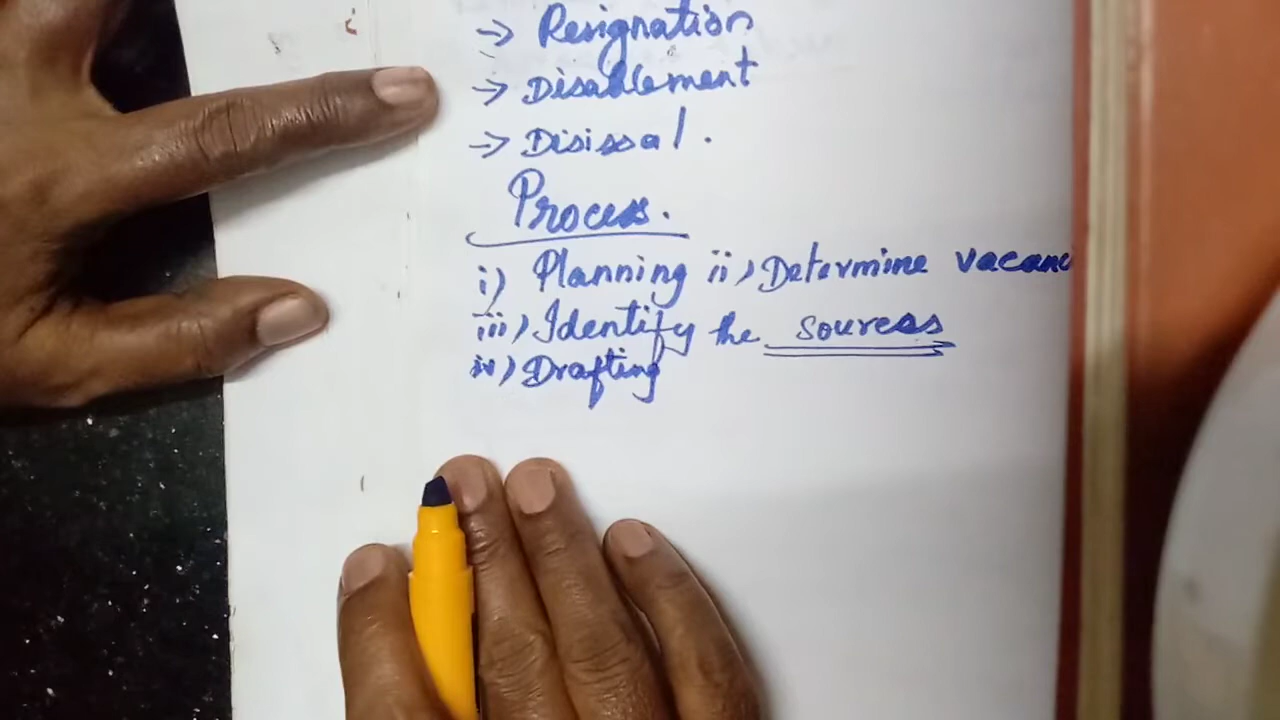 → Resignation
→ Disablement
→ Disissal.
Process.
i) Planning ii) Determine vacanc
iii) Identify the sources
iv) Drafting